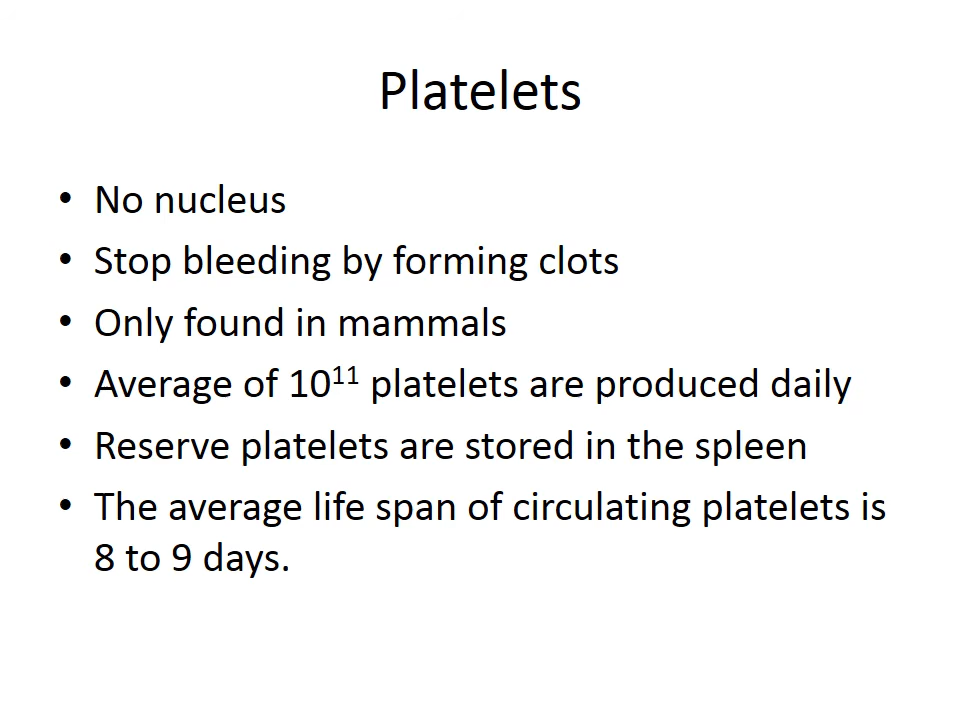 Platelets
• No nucleus
• Stop bleeding by forming clots
• Only found in mammals
• Average of 10¹¹ platelets are produced daily
• Reserve platelets are stored in the spleen
• The average life span of circulating platelets is
8 to 9 days.